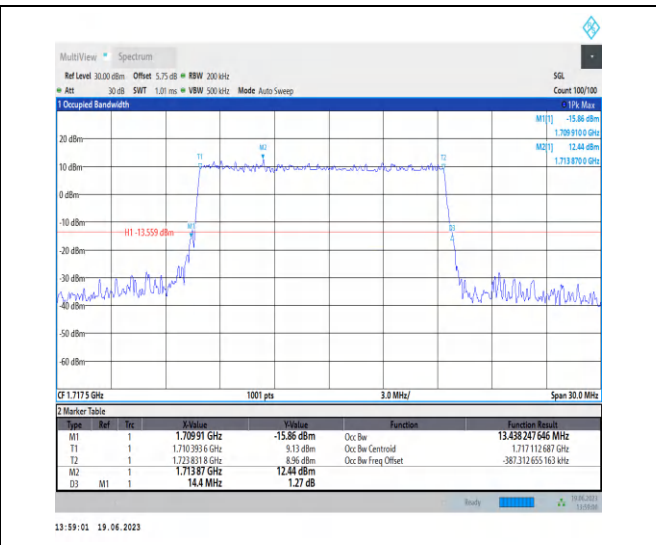 MultiView Spectrum
Ref Level 30.00 dBm Offset 5.75 dB RBW 200 kHz SGL
Att 30 dB SWT 1.01 ms VBW 500 kHz Mode Auto Sweep Count 100/100
1 Occupied Bandwidth 1Pk Max
M1[1] -15.86 dBm
1.709 910 0 GHz
M2[1] 12.44 dBm
1.713 870 0 GHz
20 dBm
M2
T1 T2
10 dBm
0 dBm
-10 dBm
M1 D3
H1 -13.559 dBm
-20 dBm
-30 dBm
-40 dBm
-50 dBm
-60 dBm
CF 1.717 5 GHz 1001 pts 3.0 MHz/ Span 30.0 MHz
2 Marker Table
Type Ref Trc X-Value Y-Value Function Function Result
M1 1 1.709 91 GHz -15.86 dBm Occ Bw 13.438 247 646 MHz
T1 1 1.710 393 6 GHz 9.13 dBm Occ Bw Centroid 1.717 112 687 GHz
T2 1 1.723 831 8 GHz 8.96 dBm Occ Bw Freq Offset -387.312 655 163 kHz
M2 1 1.713 87 GHz 12.44 dBm
D3 M1 1 14.4 MHz 1.27 dB
Ready 19.06.2023
13:59:01 19.06.2023